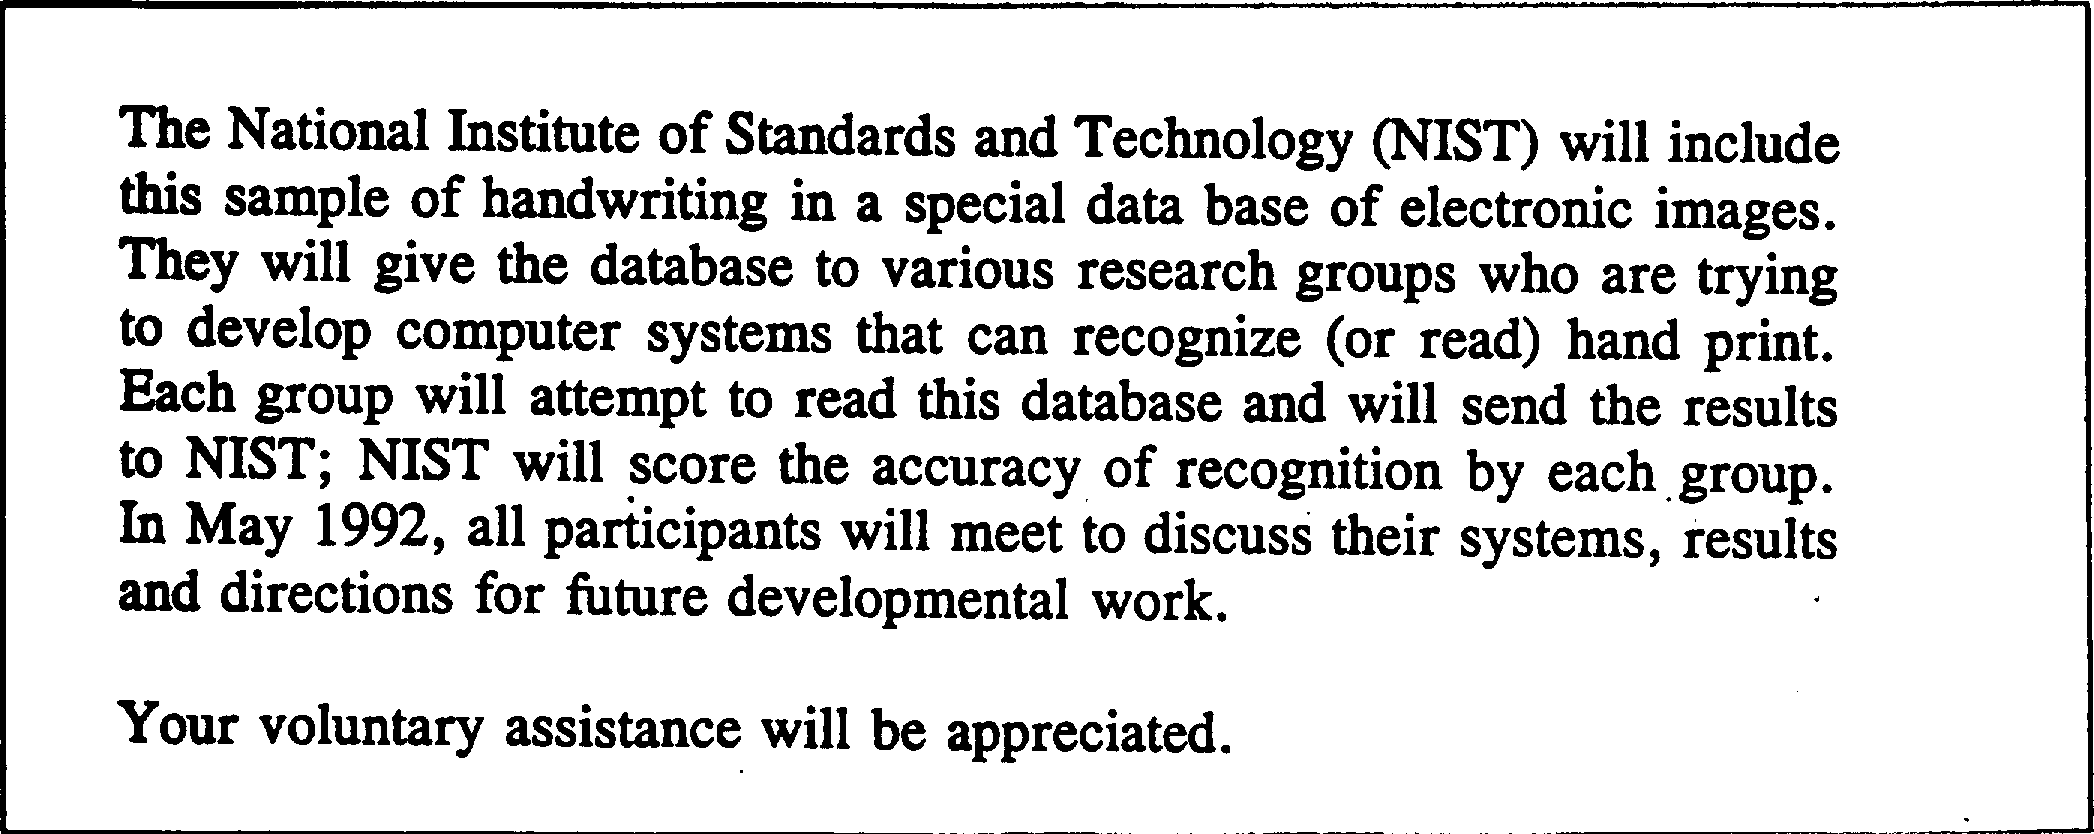 The National Institute of Standards and Technology (NIST) will include
this sample of handwriting in a special data base of electronic images.
They will give the database to various research groups who are trying
to develop computer systems that can recognize (or read) hand print.
Each group will attempt to read this database and will send the results
to NIST; NIST will score the accuracy of recognition by each group.
In May 1992, all participants will meet to discuss their systems, results
and directions for future developmental work.
Your voluntary assistance will be appreciated.